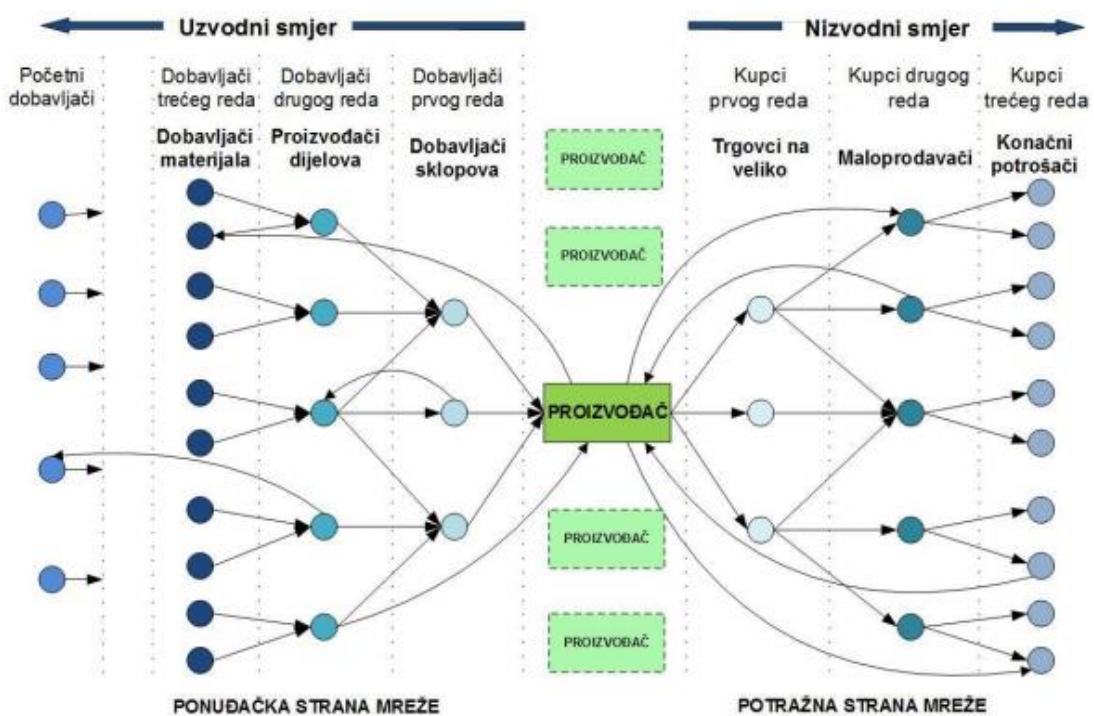 Uzvodni smjer
Nizvodni smjer
Početni
dobavljači
Dobavljači
trećeg reda
Dobavljači
materijala
Dobavljači
drugog reda
Proizvođači
dijelova
Dobavljači
prvog reda
Dobavljači
sklopova
Kupci
prvog reda
Trgovci na
veliko
Kupci drugog
reda
Maloprodavači
Kupci
trećeg reda
Konačni
potrošači
PROIZVOĐAČ
PROIZVOĐAČ
PROIZVOĐAČ
PROIZVOĐAČ
PROIZVOĐAČ
PONUĐAČKA STRANA MREŽE
POTRAŽNA STRANA MREŽE